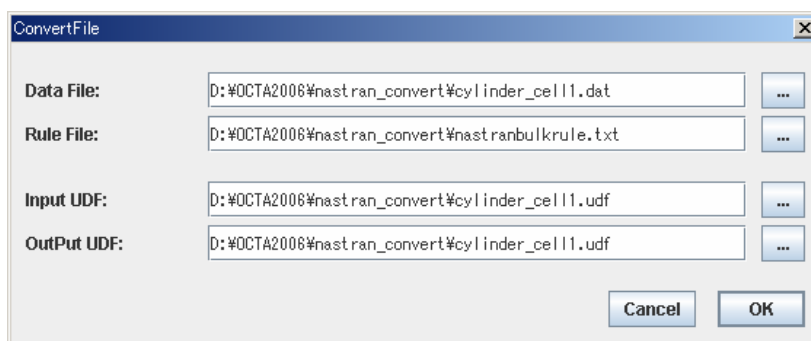 ConvertFile
Data File: D:¥OCTA2006¥nastran_convert¥cylinder_cell1.dat ...
Rule File: D:¥OCTA2006¥nastran_convert¥nastranbulkrule.txt ...
Input UDF: D:¥OCTA2006¥nastran_convert¥cylinder_cell1.udf ...
OutPut UDF: D:¥OCTA2006¥nastran_convert¥cylinder_cell1.udf ...
Cancel OK